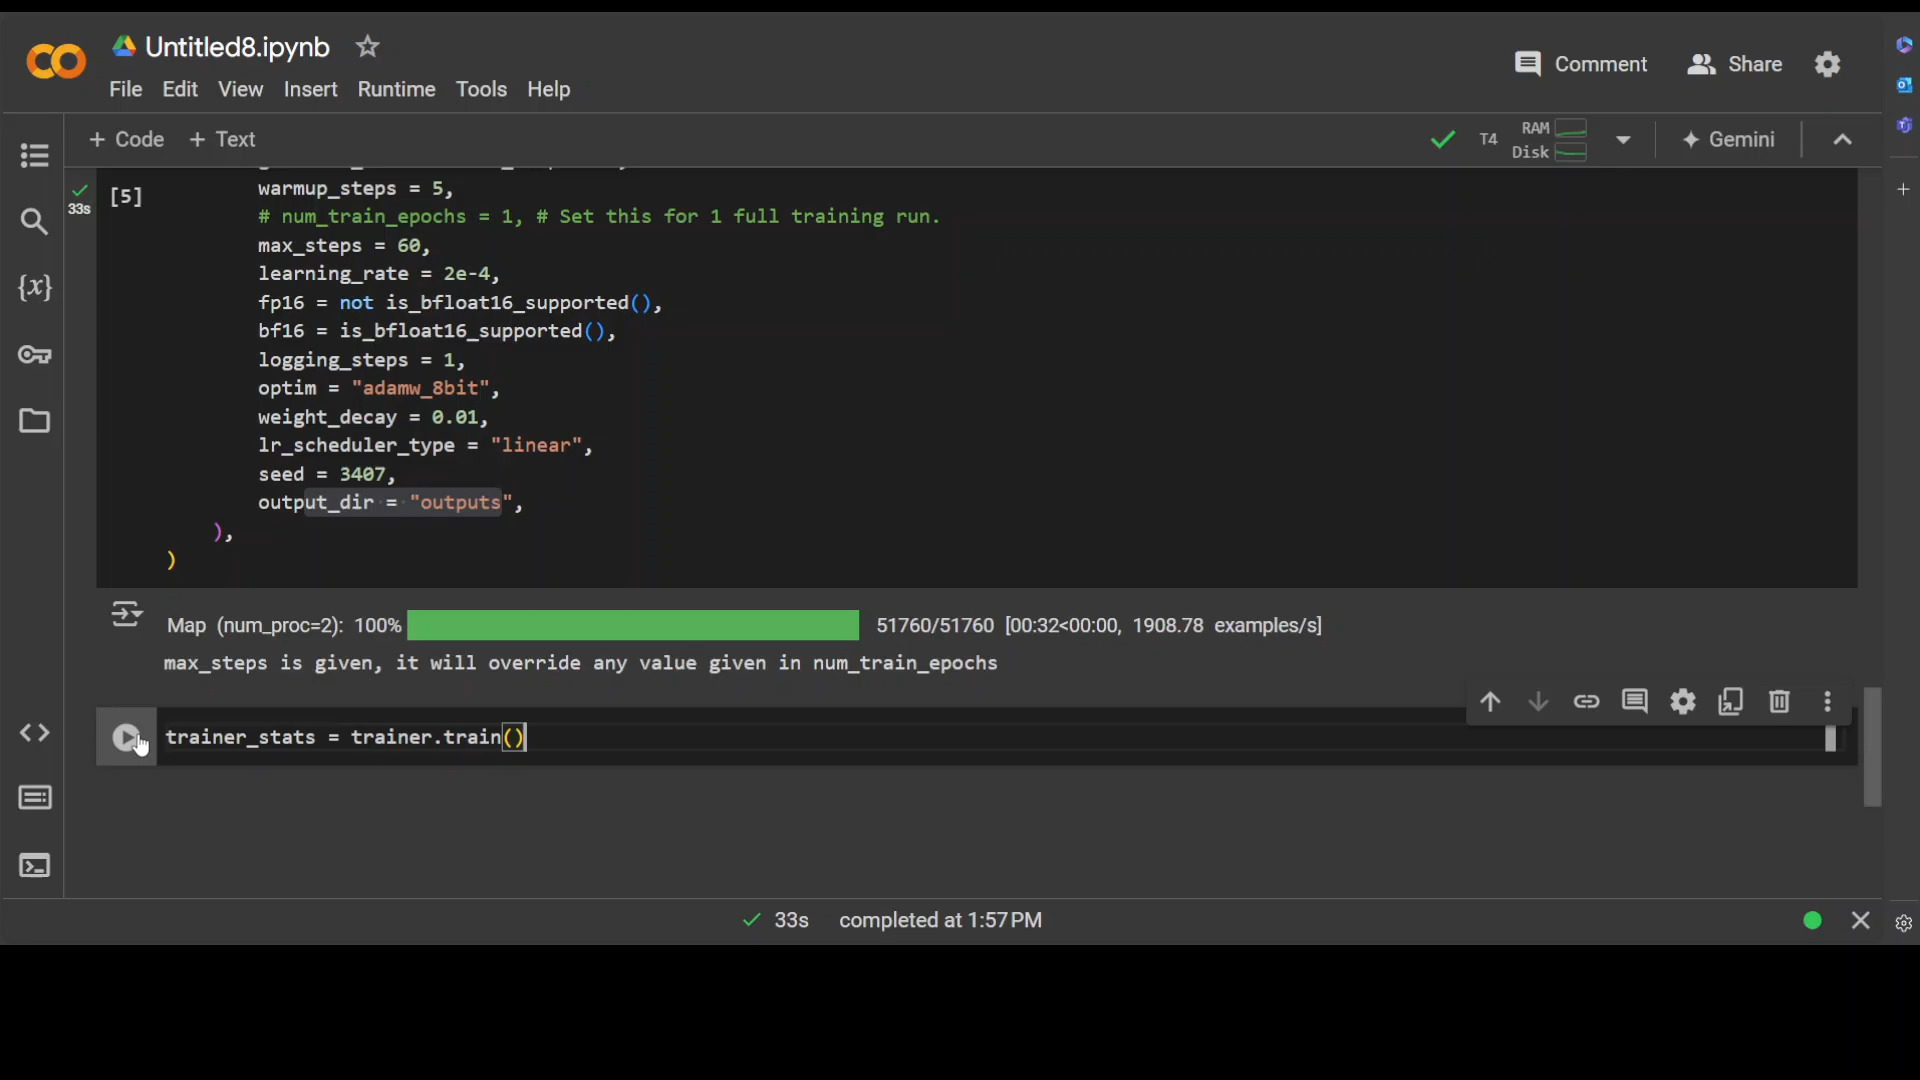 Untitled8.ipynb
Comment
Share
File Edit View Insert Runtime Tools Help
+ Code + Text
T4
RAM
Disk
Gemini
33s
[5]
warmup_steps = 5,
# num_train_epochs = 1, # Set this for 1 full training run.
max_steps = 60,
learning_rate = 2e-4,
fp16 = not is_bfloat16_supported(),
bf16 = is_bfloat16_supported(),
logging_steps = 1,
optim = "adamw_8bit",
weight_decay = 0.01,
lr_scheduler_type = "linear",
seed = 3407,
output_dir = "outputs",
),
)
Map (num_proc=2): 100% 51760/51760 [00:32<00:00, 1908.78 examples/s]
max_steps is given, it will override any value given in num_train_epochs
trainer_stats = trainer.train()
33s completed at 1:57 PM